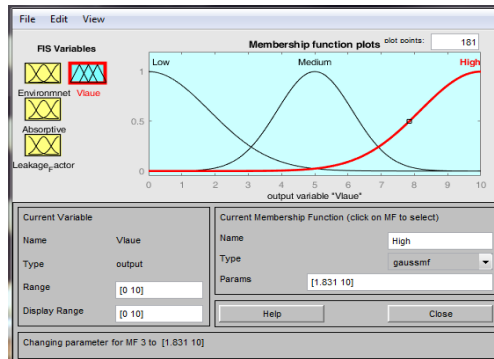 File Edit View
FIS Variables
Membership function plots plot points: 181
Environmnet Vlaue
Absorptive
Leakage_Factor
Low Medium High
1
0.5
0
0 1 2 3 4 5 6 7 8 9 10
output variable "Vlaue"
Current Variable
Name Vlaue
Type output
Range [0 10]
Display Range [0 10]
Current Membership Function (click on MF to select)
Name High
Type gaussmf
Params [1.831 10]
Help Close
Changing parameter for MF 3 to [1.831 10]